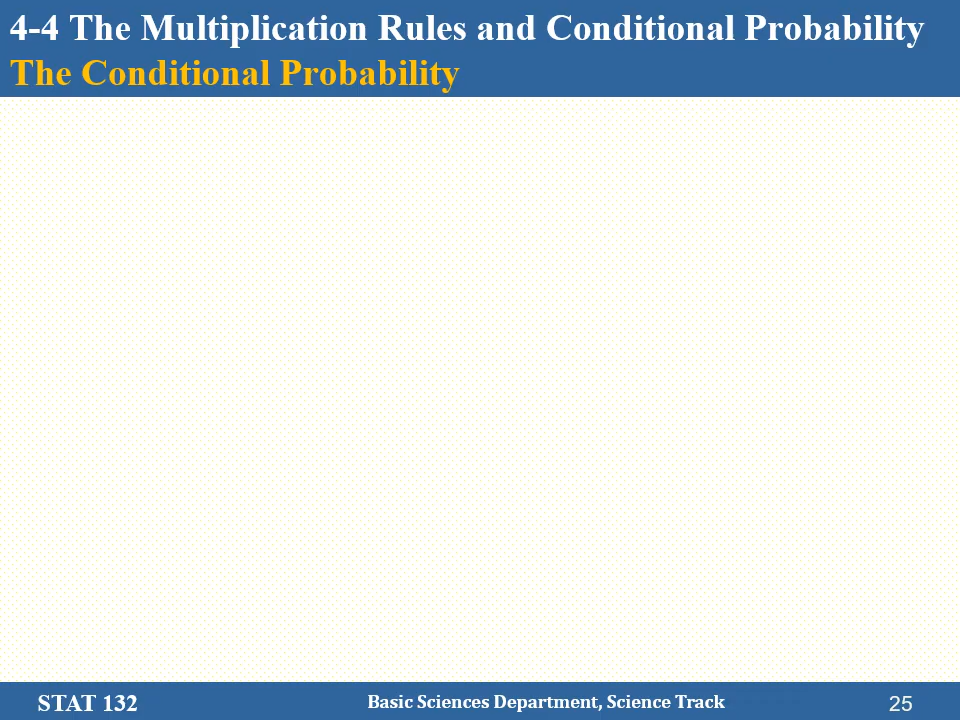 4-4 The Multiplication Rules and Conditional Probability
The Conditional Probability
STAT 132
Basic Sciences Department, Science Track
25